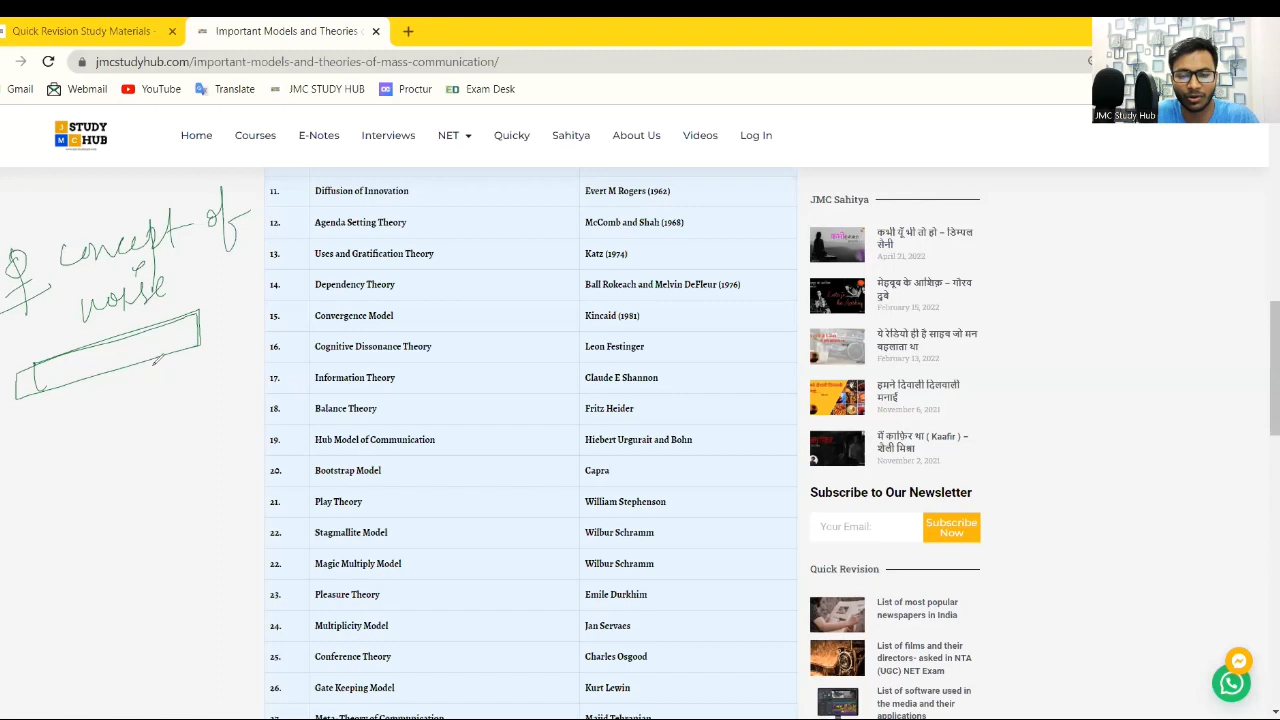 Quick Revision Study Materials -
Important Models and Theories o
jmcstudyhub.com/important-models-and-theories-of-mass-communication/
Gmail
Webmail
YouTube
Translate
JMC STUDY HUB
Proctur
Exam Desk
JMC Study Hub
J STUDY
M C HUB
Home
Courses
E-Notes
Interviews
NET
Quicky
Sahitya
About Us
Videos
Log In
concept of
noise
11. Diffusion of Innovation Evert M Rogers (1962)
12. Agenda Setting Theory McComb and Shah (1968)
13. Uses and Gratification Theory Katz (1974)
14. Dependency Theory Ball Rokeach and Melvin DeFleur (1976)
15. Convergence Model Kincaid (1981)
16. Cognitive Dissonance Theory Leon Festinger
17. Information Theory Claude E Shannon
18. Balance Theory Fritz Heider
19. Hub Model of Communication Hiebert Urgurait and Bohn
20. Bootstrap Model Capra
21. Play Theory William Stephenson
22. Stagmallite Model Wilbur Schramm
22. Magic Multiply Model Wilbur Schramm
23. Pleasure Theory Emile Durkhim
24. Multiplicity Model Jan Servaes
25. Conference Theory Charles Osgood
26. Gate Keeping Model Kurt Lewin
27. Meta-Theory of Communication Majid Tehranian
JMC Sahitya
कभी यूँ भी तो हो – डिम्पल
सैनी
April 21, 2022
मेहबूब के आशिक़ – गौरव
दुबे
February 15, 2022
ये रेडियो ही है साहब जो मन
बहलाता था
February 13, 2022
हमने दिवाली दिलवाली
मनाई
November 6, 2021
में काफ़िर था ( Kaafir ) –
शैली मिश्रा
November 2, 2021
Subscribe to Our Newsletter
Your Email:
Subscribe
Now
Quick Revision
List of most popular
newspapers in India
List of films and their
directors- asked in NTA
(UGC) NET Exam
List of software used in
the media and their
applications